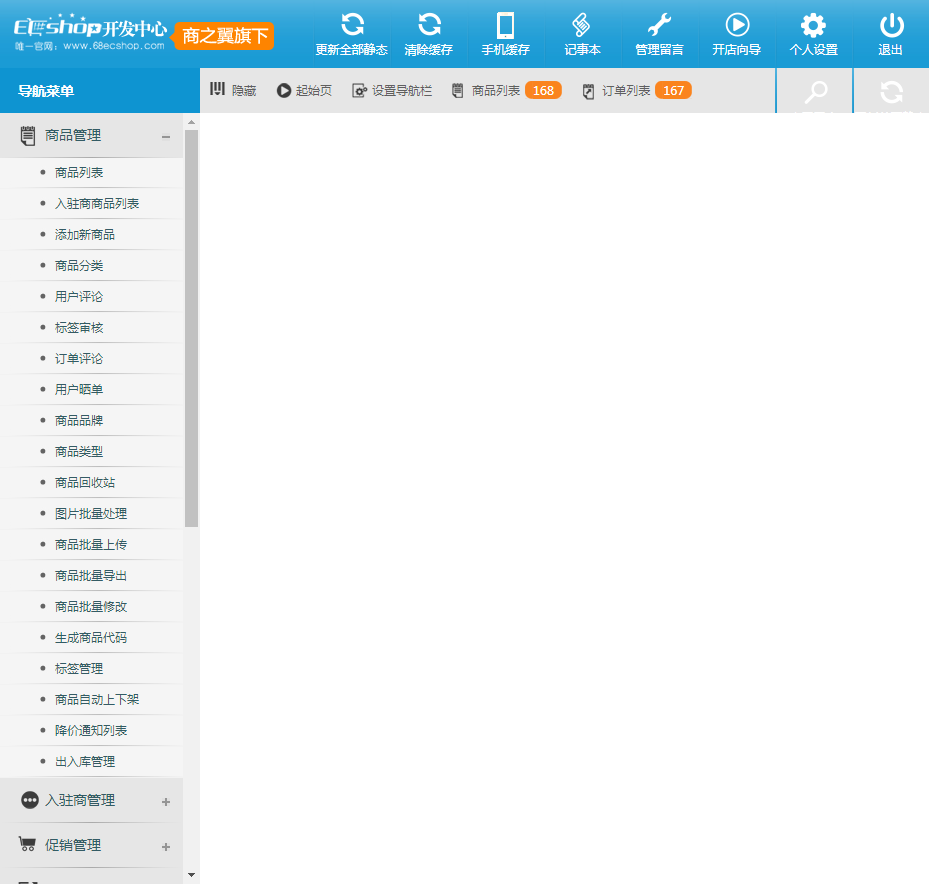 ECshop开发中心 商之翼旗下
唯一官网: www.68ecshop.com
更新全部静态 清除缓存 手机缓存 记事本 管理留言 开店向导 个人设置 退出
导航菜单 隐藏 起始页 设置导航栏 商品列表 168 订单列表 167
商品管理
商品列表
入驻商商品列表
添加新商品
商品分类
用户评论
标签审核
订单评论
用户晒单
商品品牌
商品类型
商品回收站
图片批量处理
商品批量上传
商品批量导出
商品批量修改
生成商品代码
标签管理
商品自动上下架
降价通知列表
出入库管理
入驻商管理
促销管理